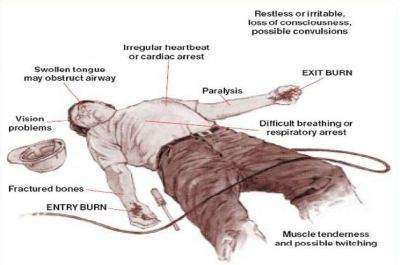 Restless or irritable,
loss of consciousness,
possible convulsions
Irregular heartbeat
or cardiac arrest
Swollen tongue
may obstruct airway
EXIT BURN
Paralysis
Vision
problems
Difficult breathing or
respiratory arrest
Fractured bones
ENTRY BURN
Muscle tenderness
and possible twitching